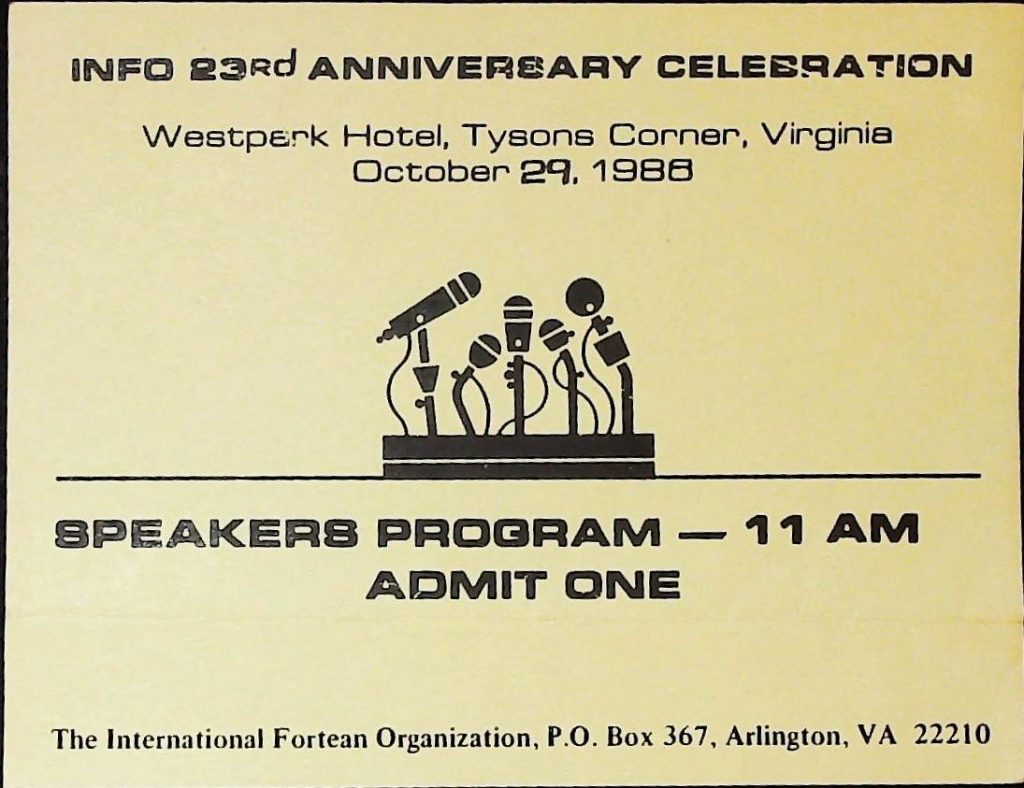 INFO 23rd ANNIVERSARY CELEBRATION
Westpark Hotel, Tysons Corner, Virginia
October 29, 1988
SPEAKERS PROGRAM — 11 AM
ADMIT ONE
The International Fortean Organization, P.O. Box 367, Arlington, VA 22210